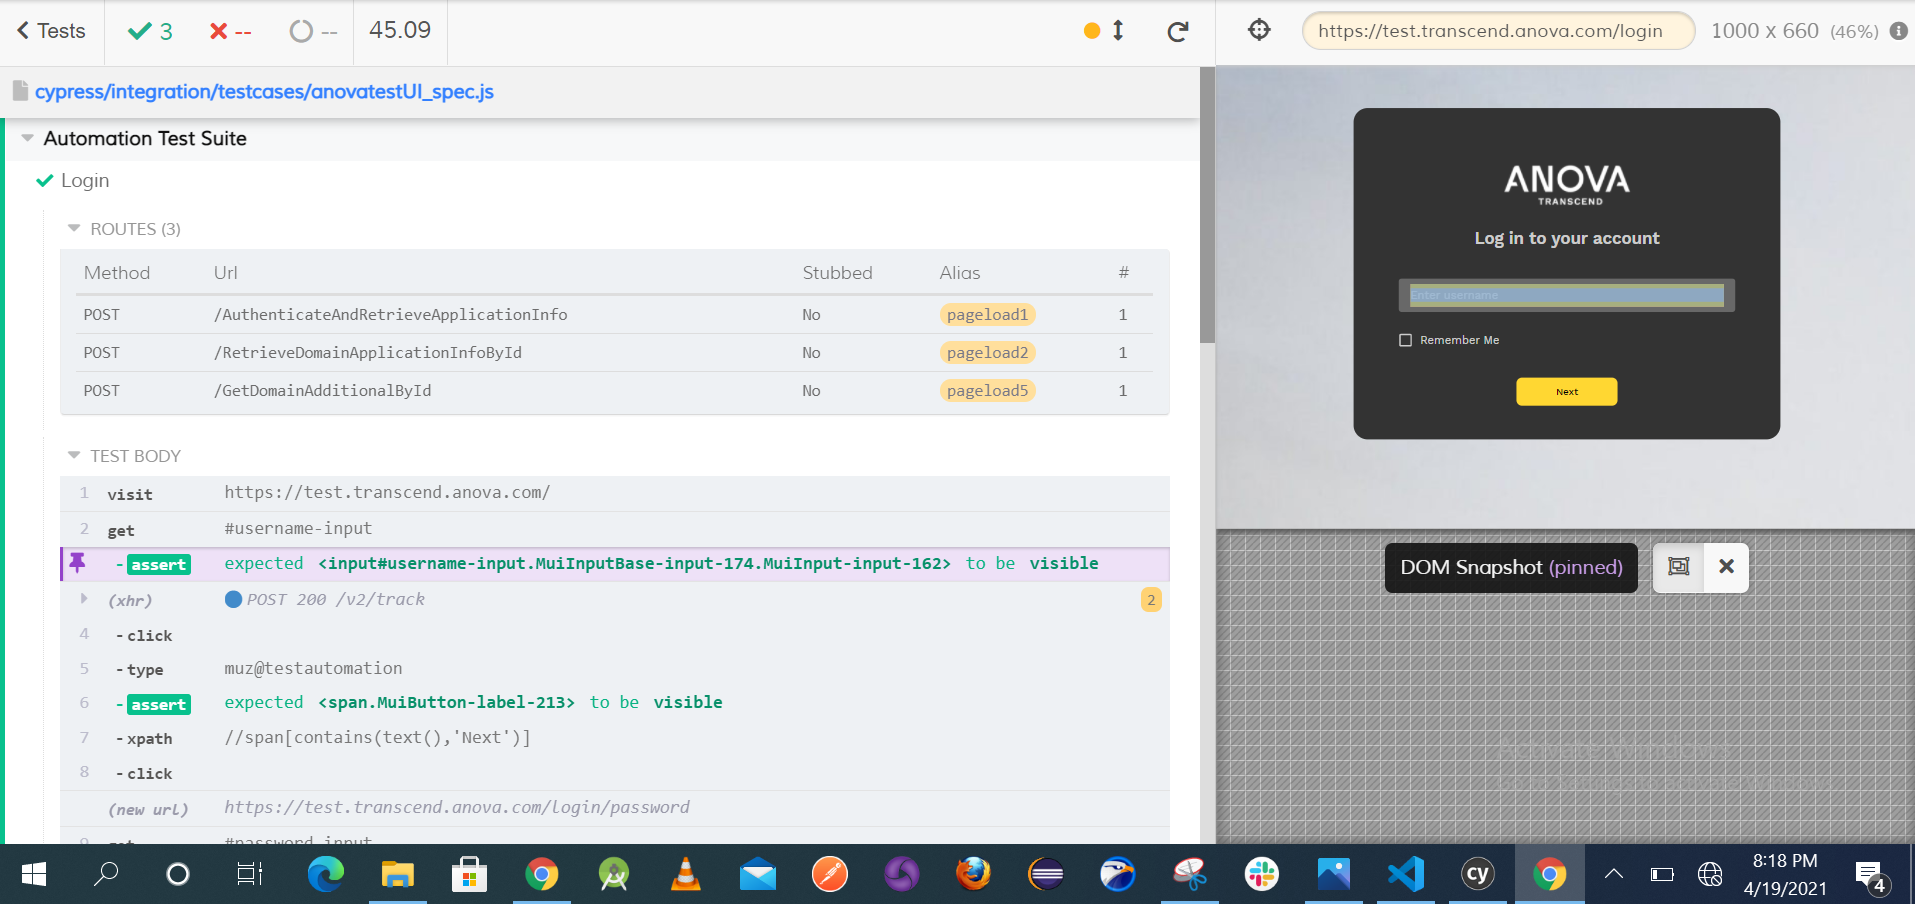 Tests 3 -- -- 45.09
https://test.transcend.anova.com/login 1000 x 660 (46%)
cypress/integration/testcases/anovatestUI_spec.js
Automation Test Suite
Login
ROUTES (3)
Method Url Stubbed Alias #
POST /AuthenticateAndRetrieveApplicationInfo No pageload1 1
POST /RetrieveDomainApplicationInfoById No pageload2 1
POST /GetDomainAdditionalById No pageload5 1
TEST BODY
1 visit https://test.transcend.anova.com/
2 get #username-input
-assert expected <input#username-input.MuiInputBase-input-174.MuiInput-input-162> to be visible
(xhr) POST 200 /v2/track 2
4 -click
5 -type muz@testautomation
6 -assert expected <span.MuiButton-label-213> to be visible
7 -xpath //span[contains(text(),'Next')]
8 -click
(new url) https://test.transcend.anova.com/login/password
9 get #password-input
ANOVA
TRANSCEND
Log in to your account
Enter username
Remember Me
Next
DOM Snapshot (pinned)
Activate Windows
cy
8:18 PM
4/19/2021
4